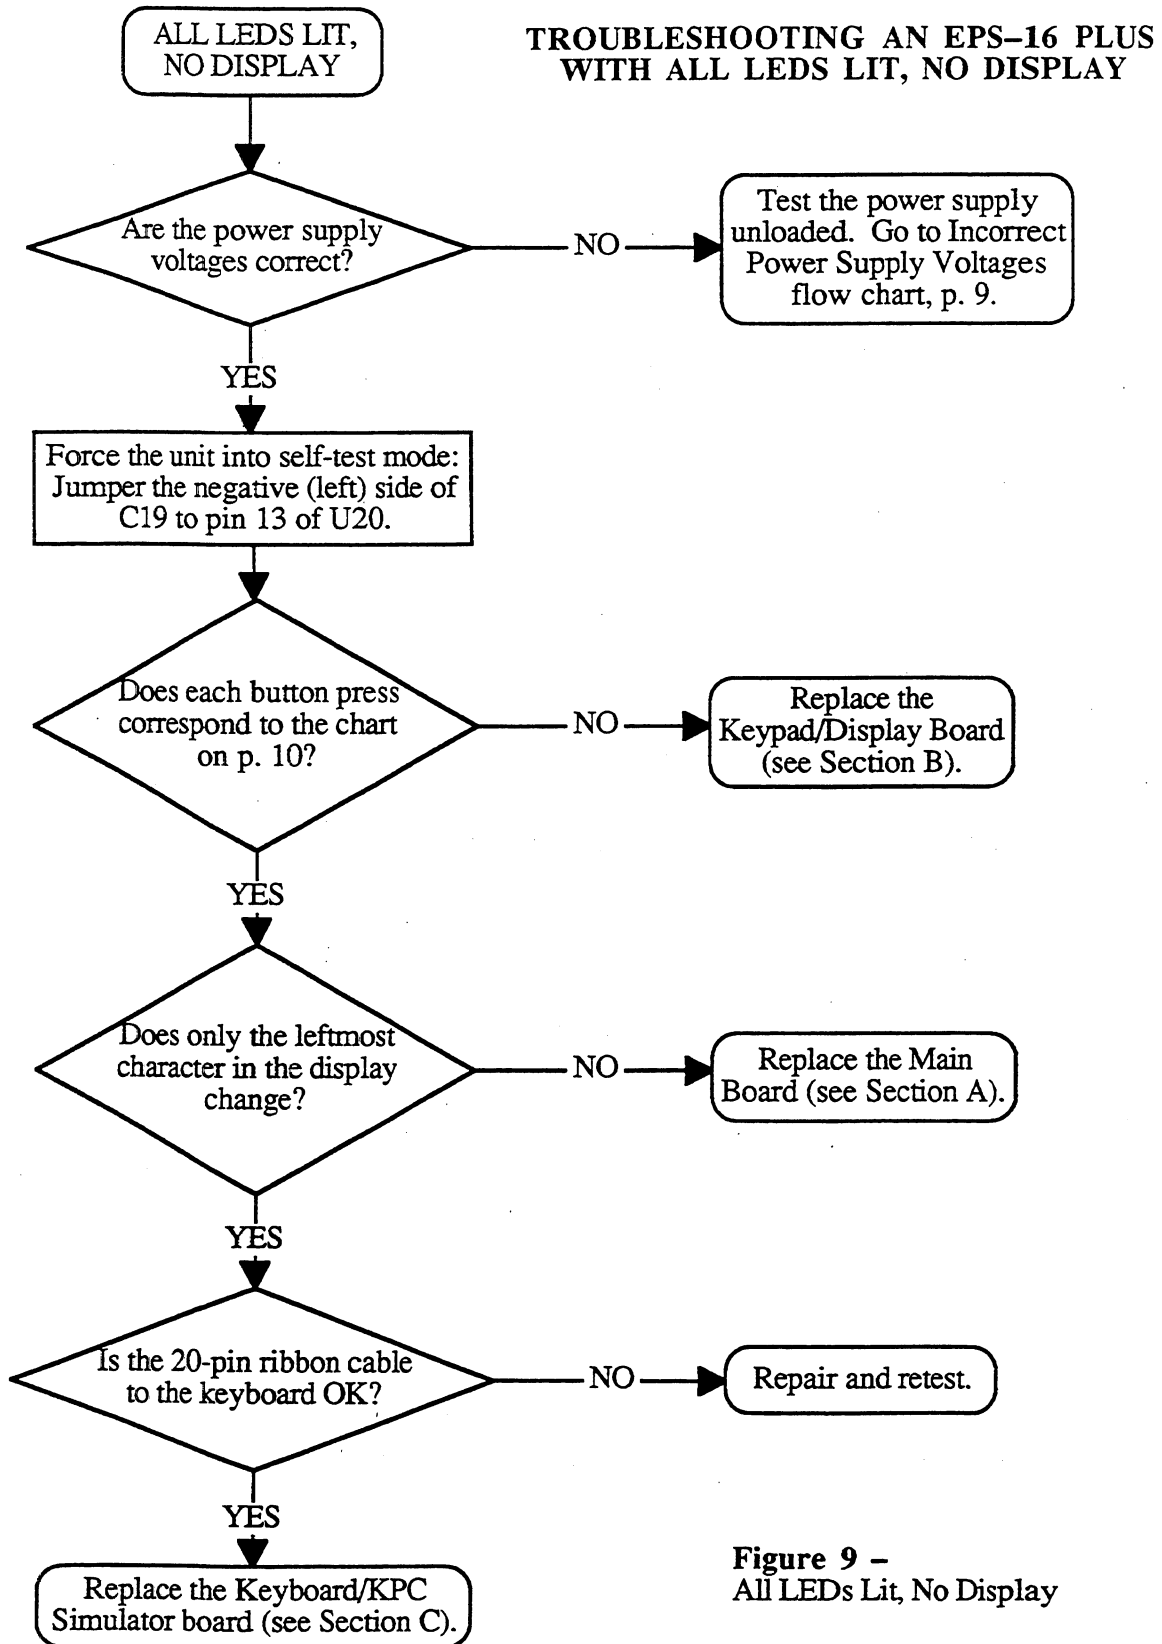 ALL LEDS LIT,
NO DISPLAY
TROUBLESHOOTING AN EPS–16 PLUS
WITH ALL LEDS LIT, NO DISPLAY
Are the power supply
voltages correct?
NO
Test the power supply
unloaded. Go to Incorrect
Power Supply Voltages
flow chart, p. 9.
YES
Force the unit into self-test mode:
Jumper the negative (left) side of
C19 to pin 13 of U20.
Does each button press
correspond to the chart
on p. 10?
NO
Replace the
Keypad/Display Board
(see Section B).
YES
Does only the leftmost
character in the display
change?
NO
Replace the Main
Board (see Section A).
YES
Is the 20-pin ribbon cable
to the keyboard OK?
NO
Repair and retest.
YES
Replace the Keyboard/KPC
Simulator board (see Section C).
Figure 9 –
All LEDs Lit, No Display